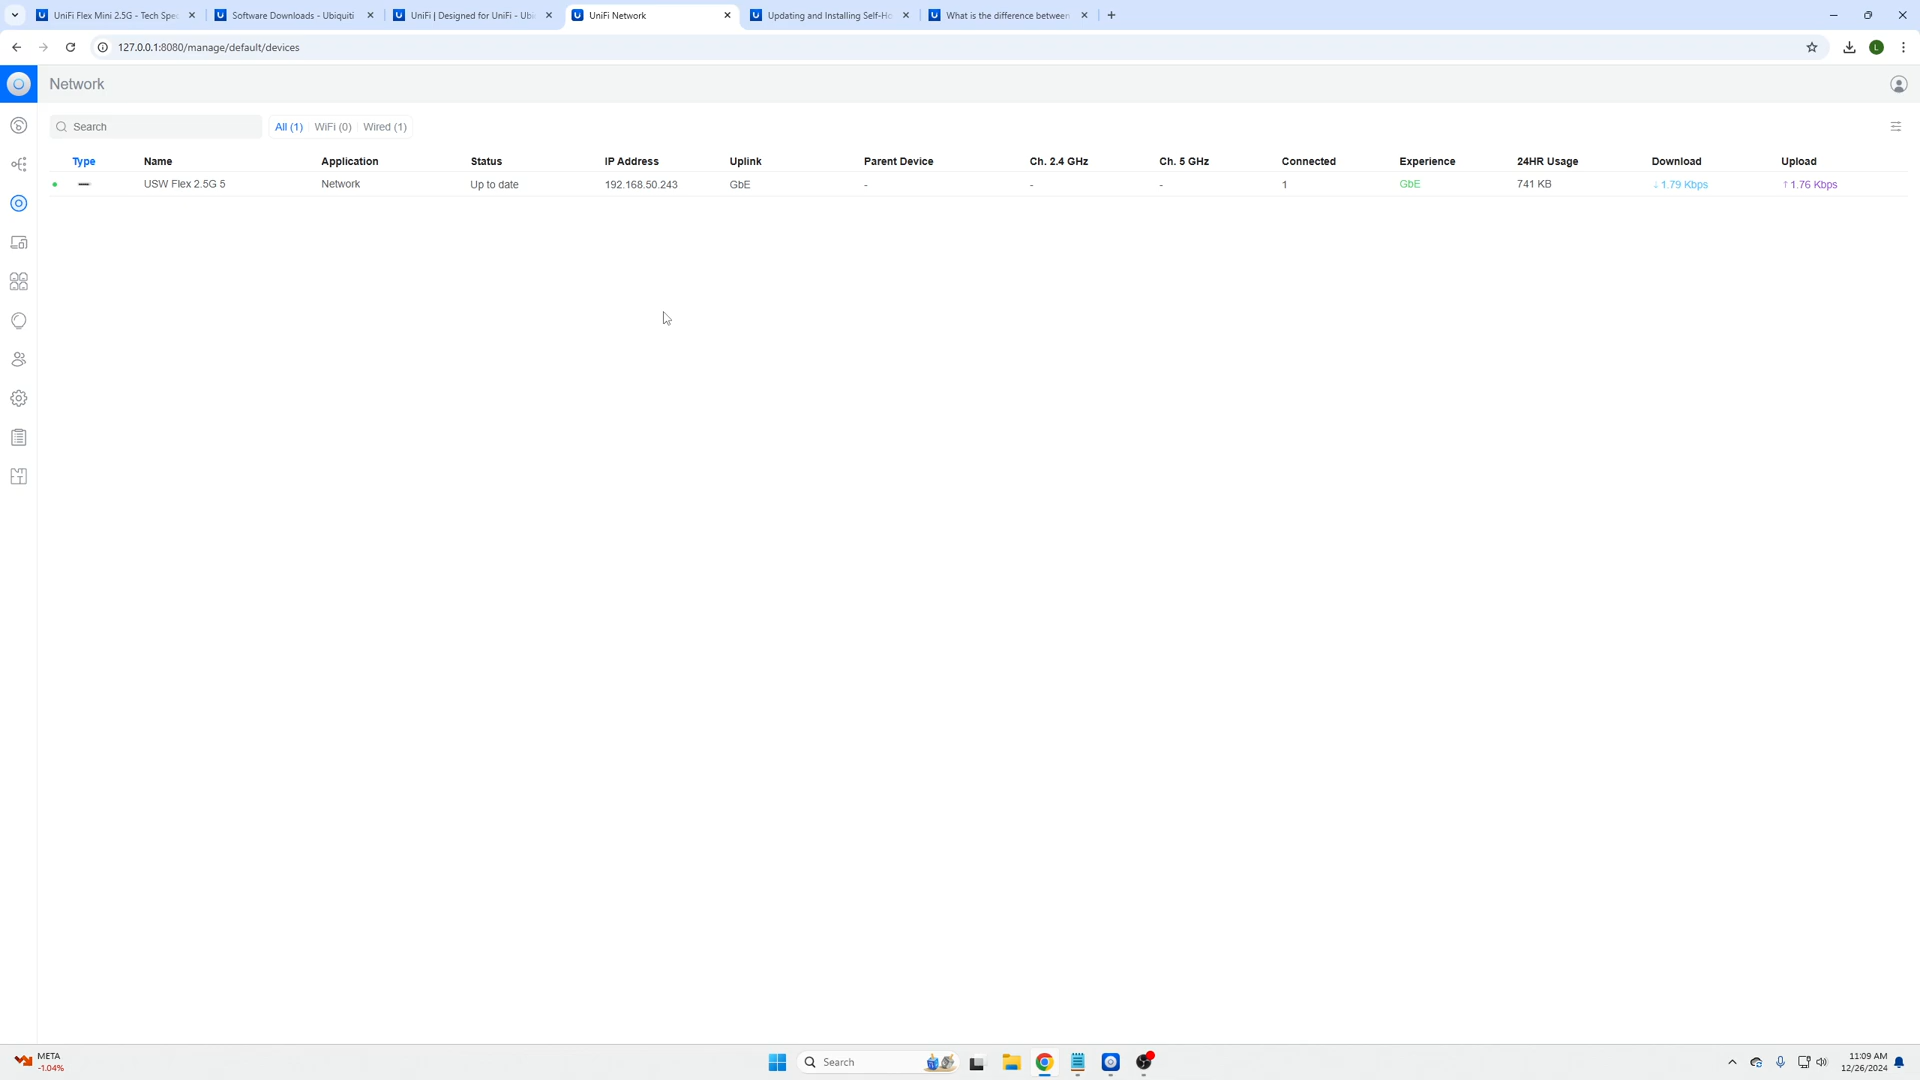 UniFi Flex Mini 2.5G - Tech Spec
Software Downloads - Ubiquiti
UniFi | Designed for UniFi - Ubi
UniFi Network
Updating and Installing Self-Ho
What is the difference between
127.0.0.1:8080/manage/default/devices
L
Network
Search
All (1) WiFi (0) Wired (1)
Type Name Application Status IP Address Uplink Parent Device Ch. 2.4 GHz Ch. 5 GHz Connected Experience 24HR Usage Download Upload
USW Flex 2.5G 5 Network Up to date 192.168.50.243 GbE - - - 1 GbE 741 KB ↓ 1.79 Kbps ↑ 1.76 Kbps
META
-1.04%
Search
11:09 AM
12/26/2024